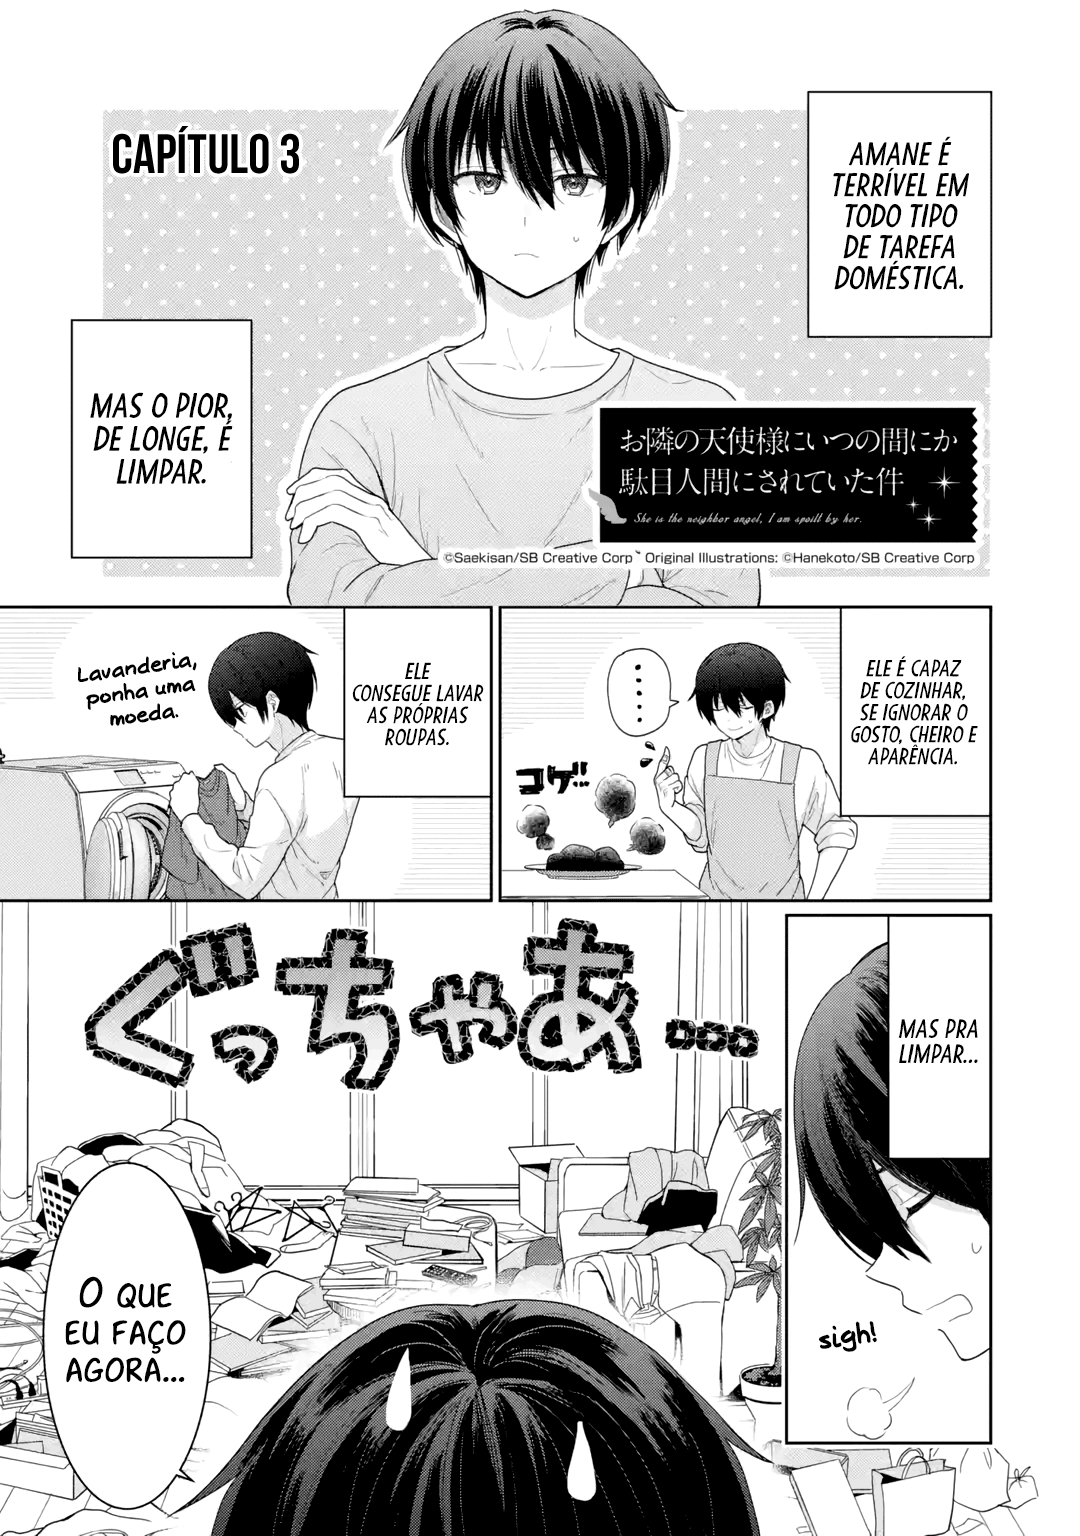 CAPÍTULO 3
AMANE É
TERRÍVEL EM
TODO TIPO
DE TAREFA
DOMÉSTICA.
MAS O PIOR,
DE LONGE, É
LIMPAR.
お隣の天使様にいつの間にか
駄目人間にされていた件
She is the neighbor angel, I am spoilt by her.
©Saekisan/SB Creative Corp、Original Illustrations: ©Hanekoto/SB Creative Corp
ELE É CAPAZ
DE COZINHAR,
SE IGNORAR O
GOSTO, CHEIRO E
APARÊNCIA.
・・・・
コゲ…
ELE
CONSEGUE LAVAR
AS PRÓPRIAS
ROUPAS.
Lavanderia,
ponha uma
moeda.
MAS PRA
LIMPAR...
sigh!
ぐっちゃあ…
O QUE
EU FAÇO
AGORA...